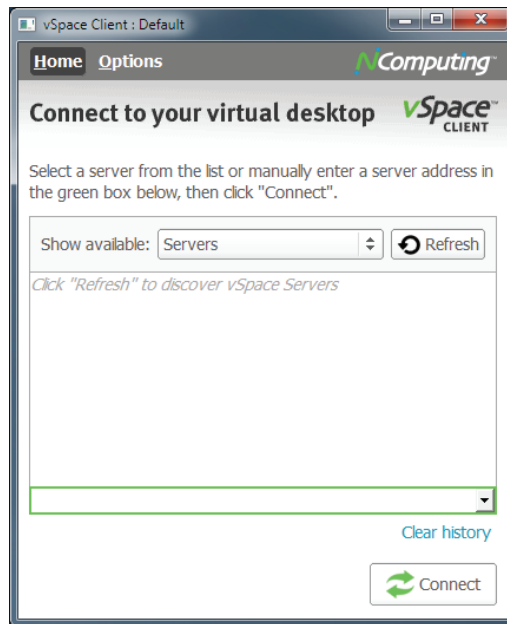 vSpace Client : Default
Home Options
NComputing™
Connect to your virtual desktop
vSpace™
CLIENT
Select a server from the list or manually enter a server address in
the green box below, then click "Connect".
Show available: Servers Refresh
Click "Refresh" to discover vSpace Servers
Clear history
Connect